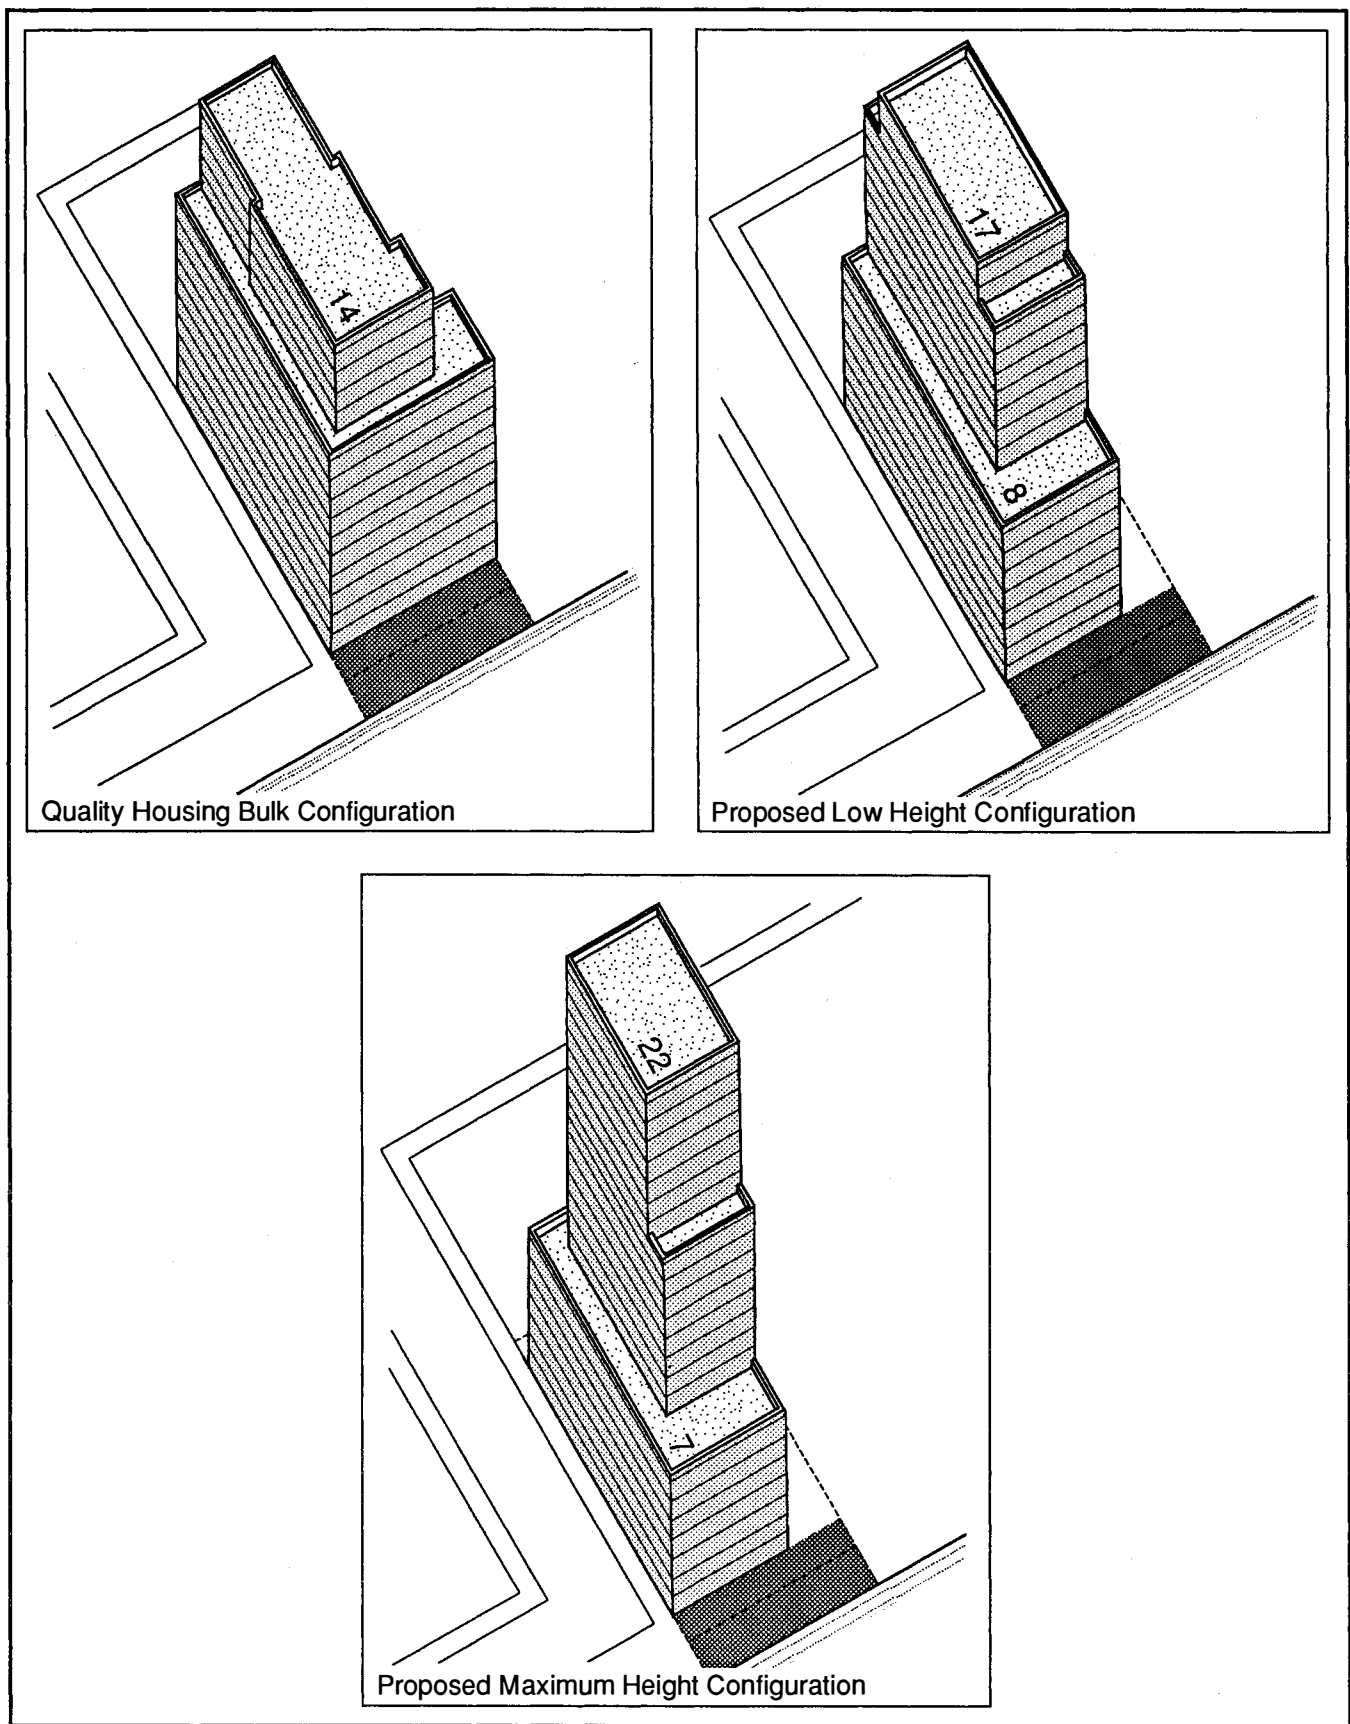 14
Quality Housing Bulk Configuration
17
8
Proposed Low Height Configuration
22
7
Proposed Maximum Height Configuration